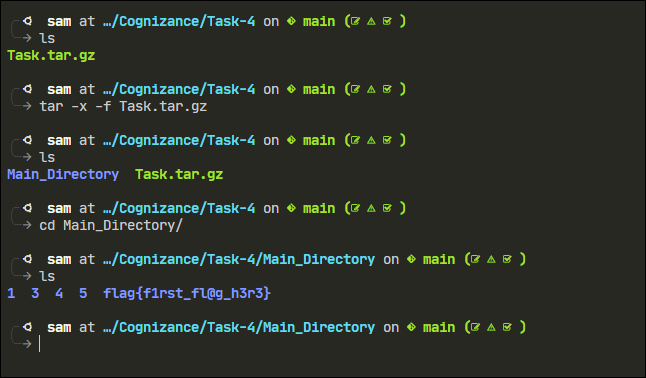 sam at …/Cognizance/Task-4 on main ( )
→ ls
Task.tar.gz
sam at …/Cognizance/Task-4 on main ( )
→ tar -x -f Task.tar.gz
sam at …/Cognizance/Task-4 on main ( )
→ ls
Main_Directory Task.tar.gz
sam at …/Cognizance/Task-4 on main ( )
→ cd Main_Directory/
sam at …/Cognizance/Task-4/Main_Directory on main ( )
→ ls
1 3 4 5 flag{f1rst_fl@g_h3r3}
sam at …/Cognizance/Task-4/Main_Directory on main ( )
→